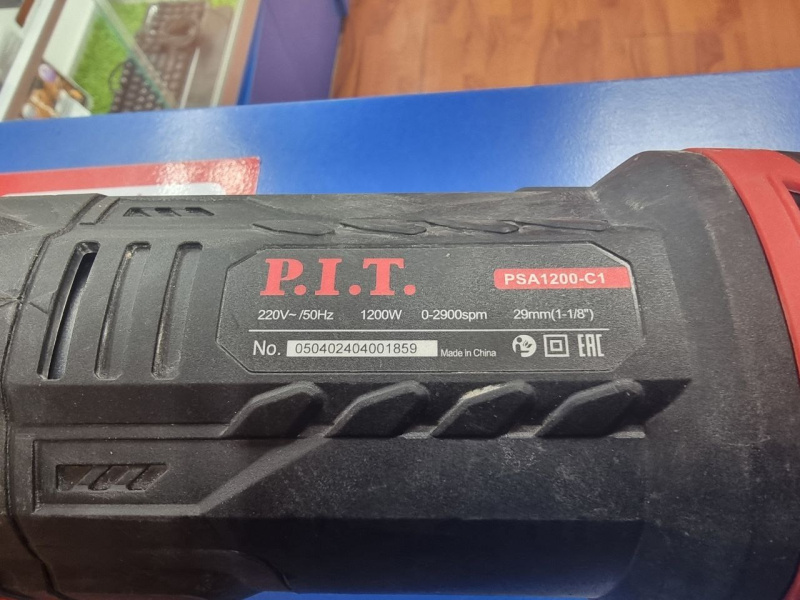 P.I.T.
PSA1200-C1
220V~ /50Hz 1200W 0-2900spm 29mm(1-1/8")
No. 050402404001859 Made in China EAC